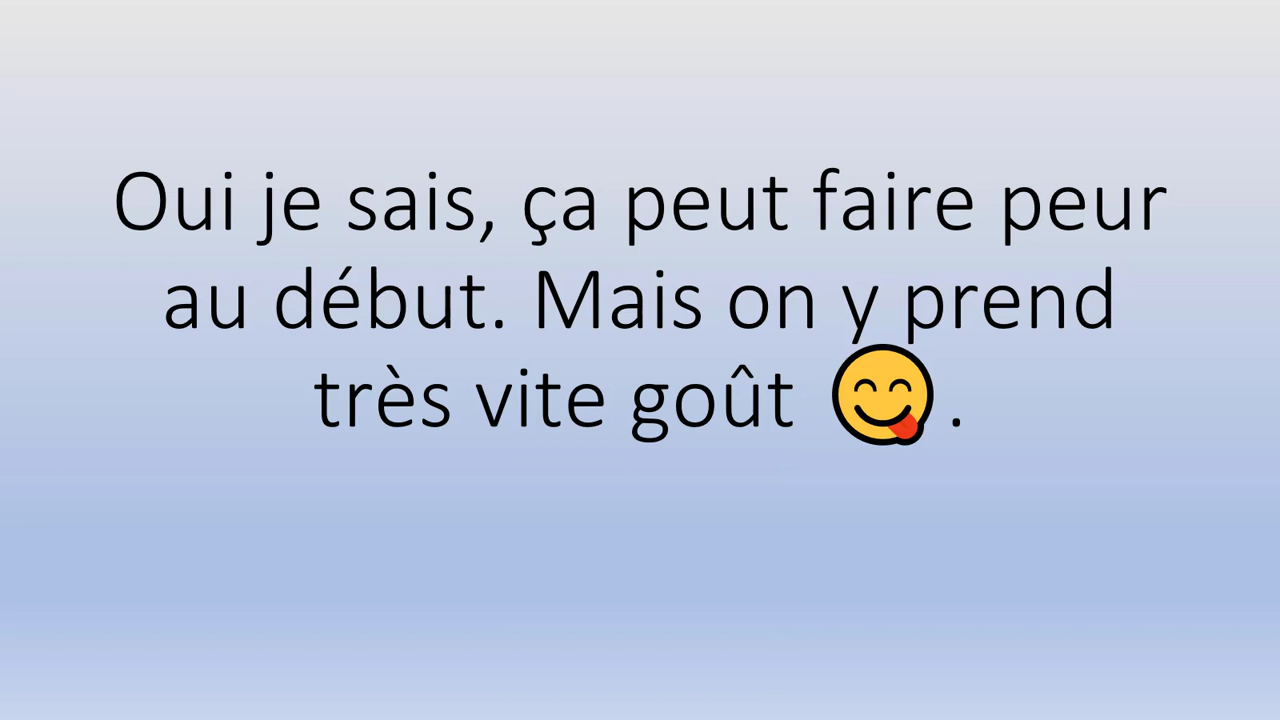 Oui je sais, ça peut faire peur
au début. Mais on y prend
très vite goût 😋.